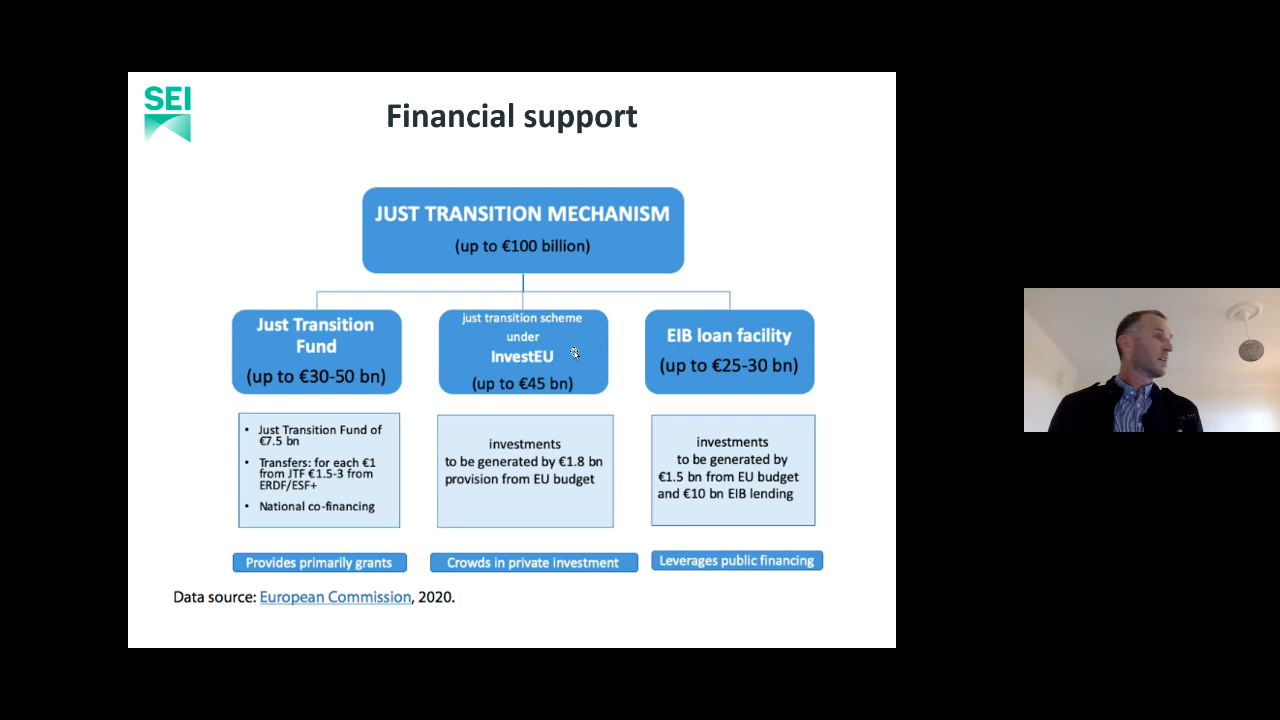 SEI
Financial support
JUST TRANSITION MECHANISM
(up to €100 billion)
Just Transition
Fund
(up to €30-50 bn)
just transition scheme
under
InvestEU
(up to €45 bn)
EIB loan facility
(up to €25-30 bn)
• Just Transition Fund of
€7.5 bn
• Transfers: for each €1
from JTF €1.5-3 from
ERDF/ESF+
• National co-financing
investments
to be generated by €1.8 bn
provision from EU budget
investments
to be generated by
€1.5 bn from EU budget
and €10 bn EIB lending
Provides primarily grants
Crowds in private investment
Leverages public financing
Data source: European Commission, 2020.